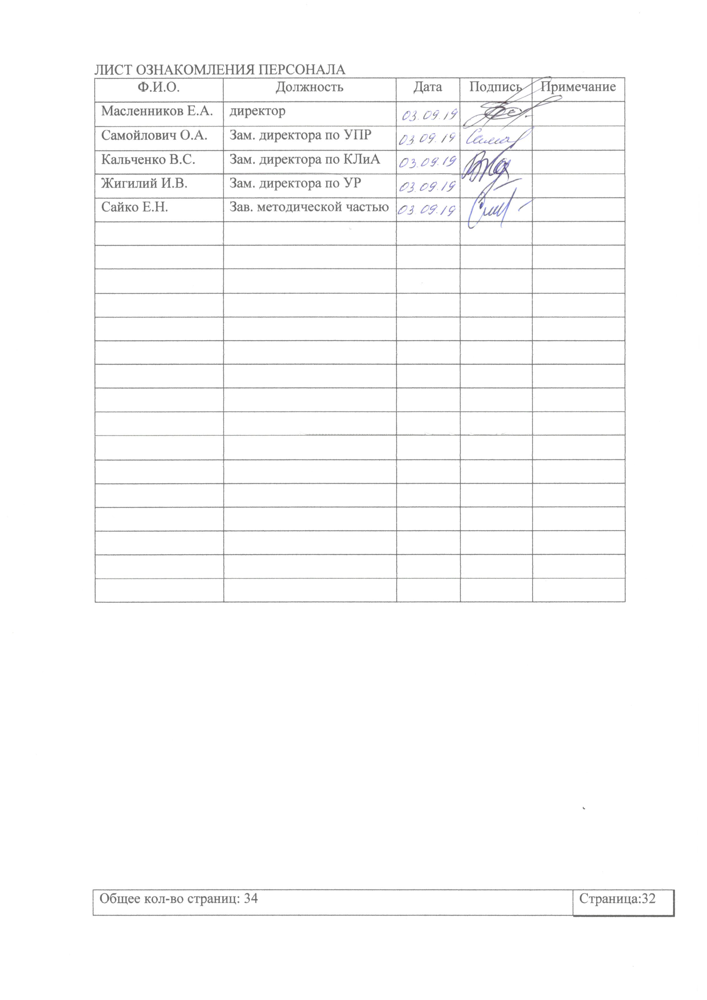 ЛИСТ ОЗНАКОМЛЕНИЯ ПЕРСОНАЛА
Ф.И.О. Должность Дата Подпись Примечание
Масленников Е.А. директор 03.09.19
Самойлович О.А. Зам. директора по УПР 03.09.19
Кальченко В.С. Зам. директора по КЛиА 03.09.19
Жигилий И.В. Зам. директора по УР 03.09.19
Сайко Е.Н. Зав. методической частью 03.09.19
Общее кол-во страниц: 34 Страница:32